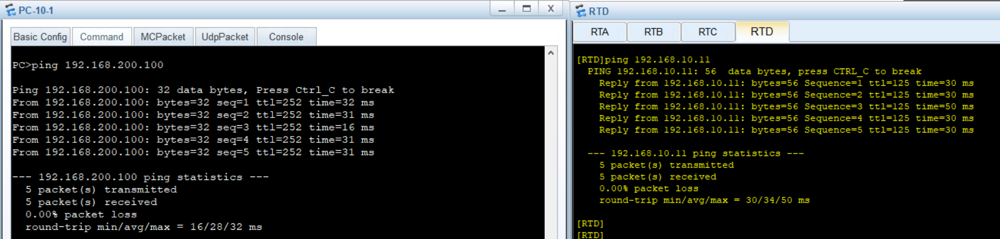 PC-10-1
X
Basic Config Command MCPacket UdpPacket Console
PC>ping 192.168.200.100
Ping 192.168.200.100: 32 data bytes, Press Ctrl_C to break
From 192.168.200.100: bytes=32 seq=1 ttl=252 time=32 ms
From 192.168.200.100: bytes=32 seq=2 ttl=252 time=31 ms
From 192.168.200.100: bytes=32 seq=3 ttl=252 time=16 ms
From 192.168.200.100: bytes=32 seq=4 ttl=252 time=31 ms
From 192.168.200.100: bytes=32 seq=5 ttl=252 time=31 ms
--- 192.168.200.100 ping statistics ---
5 packet(s) transmitted
5 packet(s) received
0.00% packet loss
round-trip min/avg/max = 16/28/32 ms
RTD
RTA RTB RTC RTD
[RTD]ping 192.168.10.11
PING 192.168.10.11: 56  data bytes, press CTRL_C to break
Reply from 192.168.10.11: bytes=56 Sequence=1 ttl=125 time=30 ms
Reply from 192.168.10.11: bytes=56 Sequence=2 ttl=125 time=30 ms
Reply from 192.168.10.11: bytes=56 Sequence=3 ttl=125 time=50 ms
Reply from 192.168.10.11: bytes=56 Sequence=4 ttl=125 time=30 ms
Reply from 192.168.10.11: bytes=56 Sequence=5 ttl=125 time=30 ms
--- 192.168.10.11 ping statistics ---
5 packet(s) transmitted
5 packet(s) received
0.00% packet loss
round-trip min/avg/max = 30/34/50 ms
[RTD]
[RTD]